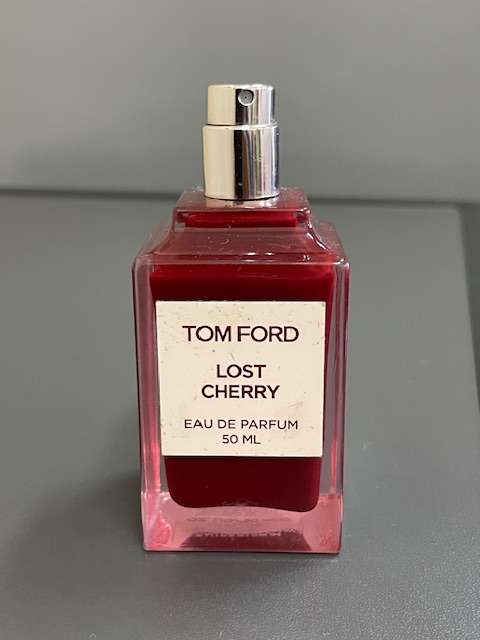 TOM FORD
LOST
CHERRY
EAU DE PARFUM
50 ML